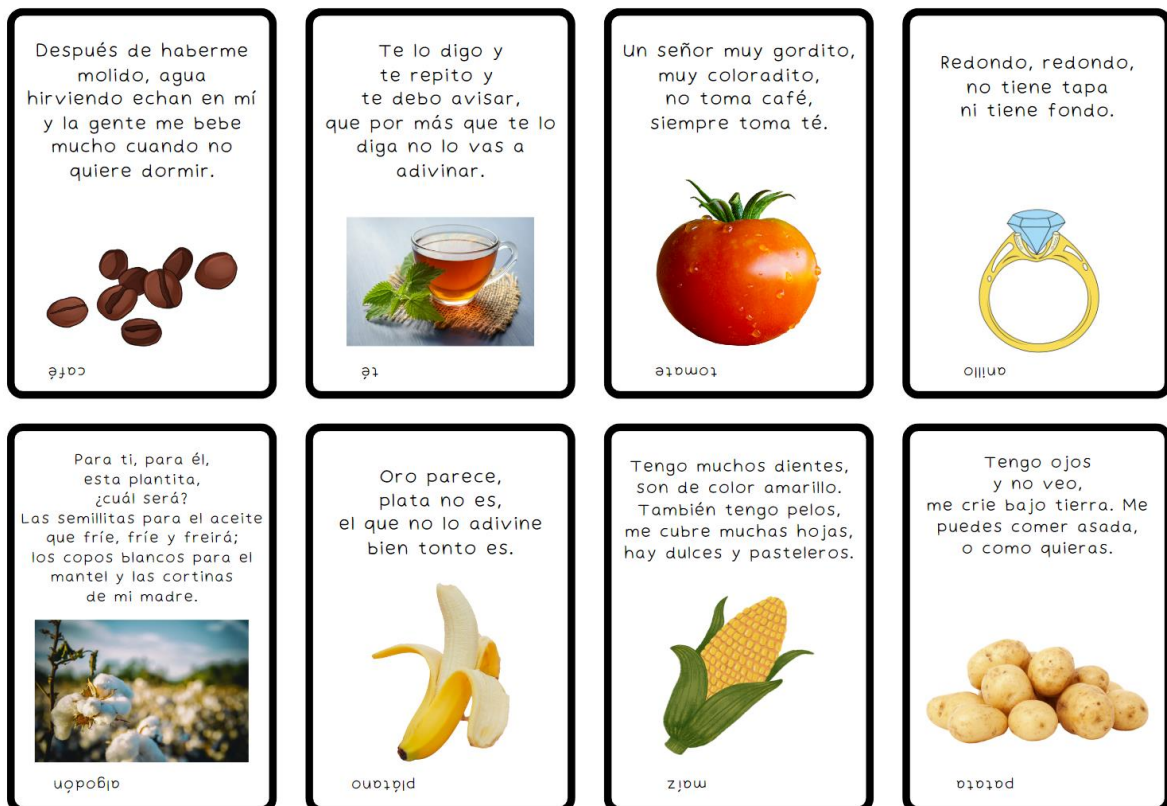 Después de haberme
molido, agua
hirviendo echan en mí
y la gente me bebe
mucho cuando no
quiere dormir.
café
Te lo digo y
te repito y
te debo avisar,
que por más que te lo
diga no lo vas a
adivinar.
té
Un señor muy gordito,
muy coloradito,
no toma café,
siempre toma té.
tomate
Redondo, redondo,
no tiene tapa
ni tiene fondo.
anillo
Para ti, para él,
esta plantita,
¿cuál será?
Las semillitas para el aceite
que fríe, fríe y freirá;
los copos blancos para el
mantel y las cortinas
de mi madre.
algodón
Oro parece,
plata no es,
el que no lo adivine
bien tonto es.
plátano
Tengo muchos dientes,
son de color amarillo.
También tengo pelos,
me cubre muchas hojas,
hay dulces y pasteleros.
maíz
Tengo ojos
y no veo,
me crie bajo tierra. Me
puedes comer asada,
o como quieras.
patata